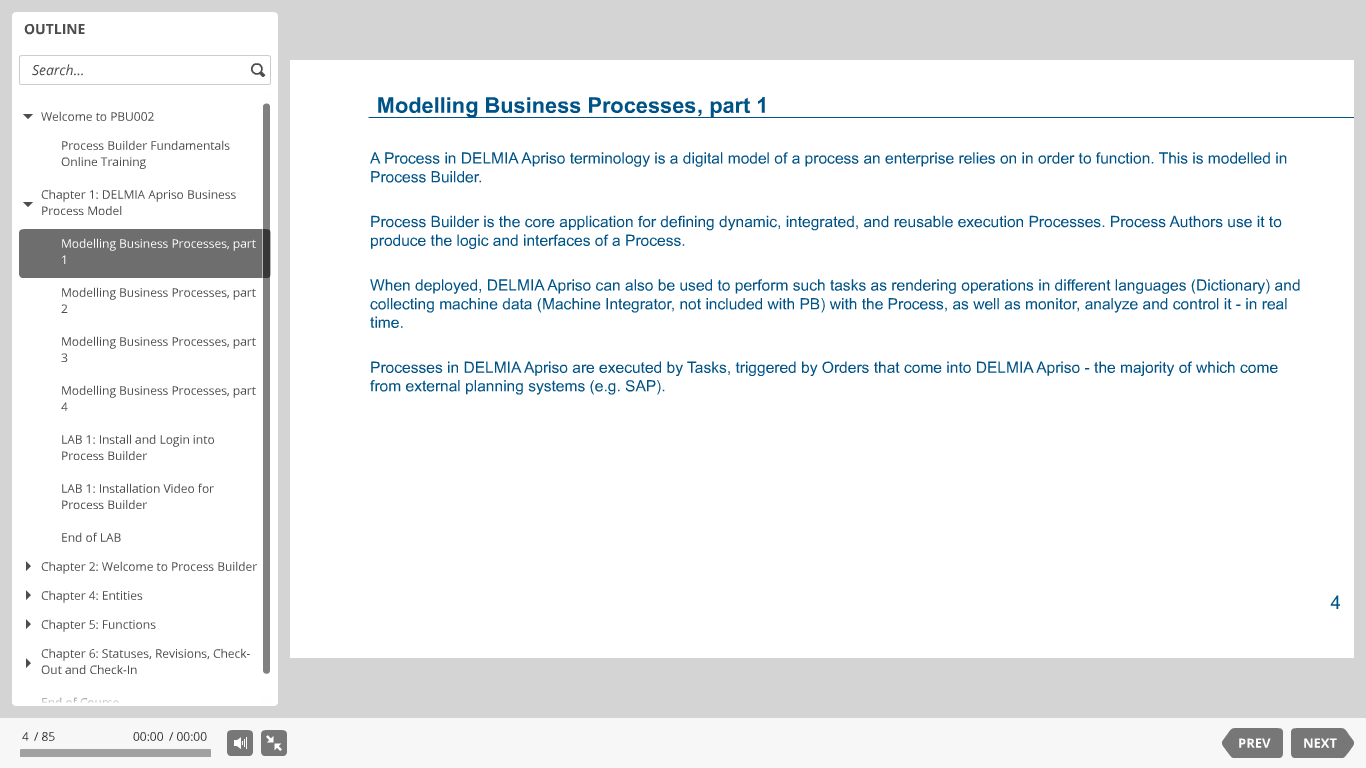 OUTLINE
Search...
Welcome to PBU002
Process Builder Fundamentals
Online Training
Chapter 1: DELMIA Apriso Business
Process Model
Modelling Business Processes, part
1
Modelling Business Processes, part
2
Modelling Business Processes, part
3
Modelling Business Processes, part
4
LAB 1: Install and Login into
Process Builder
LAB 1: Installation Video for
Process Builder
End of LAB
Chapter 2: Welcome to Process Builder
Chapter 4: Entities
Chapter 5: Functions
Chapter 6: Statuses, Revisions, Check-
Out and Check-In
End of Course
Modelling Business Processes, part 1
A Process in DELMIA Apriso terminology is a digital model of a process an enterprise relies on in order to function. This is modelled in
Process Builder.
Process Builder is the core application for defining dynamic, integrated, and reusable execution Processes. Process Authors use it to
produce the logic and interfaces of a Process.
When deployed, DELMIA Apriso can also be used to perform such tasks as rendering operations in different languages (Dictionary) and
collecting machine data (Machine Integrator, not included with PB) with the Process, as well as monitor, analyze and control it - in real
time.
Processes in DELMIA Apriso are executed by Tasks, triggered by Orders that come into DELMIA Apriso - the majority of which come
from external planning systems (e.g. SAP).
4
4 / 85
00:00 / 00:00
PREV
NEXT